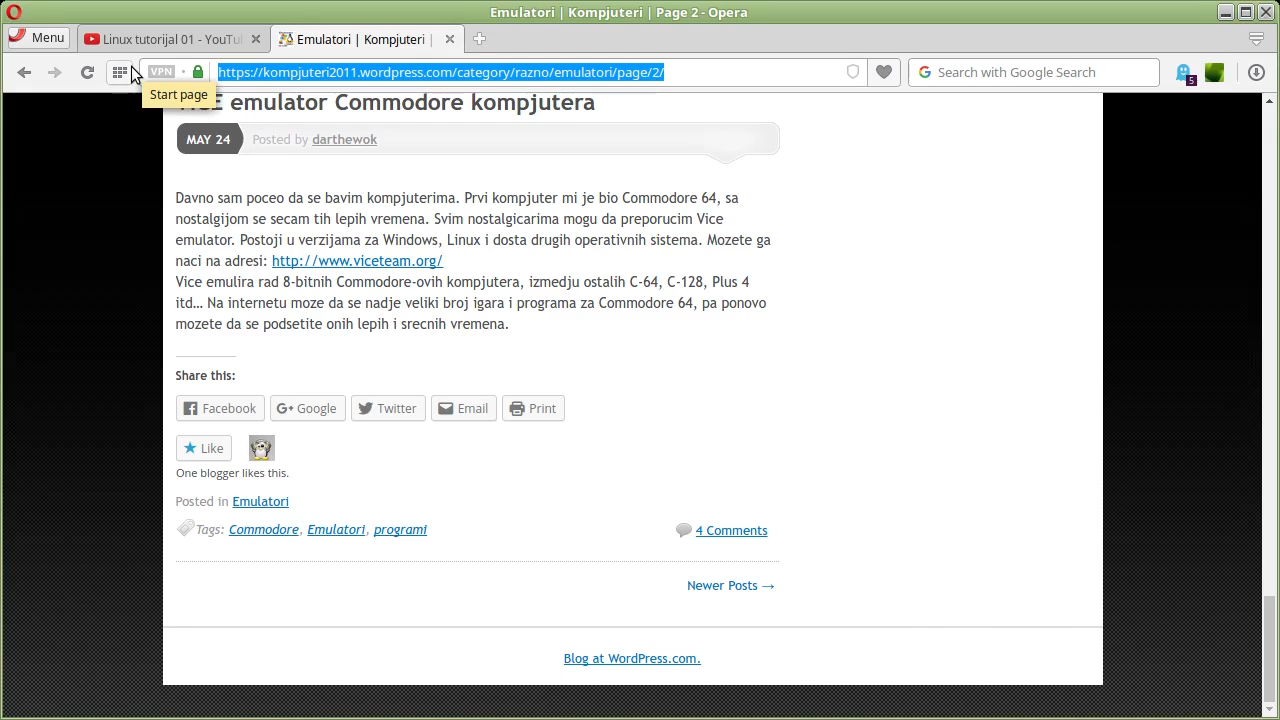 Emulatori | Kompjuteri | Page 2 - Opera
Menu
Linux tutorijal 01 - YouTu
Emulatori | Kompjuteri |
VPN
https://kompjuteri2011.wordpress.com/category/razno/emulatori/page/2/
Search with Google Search
5
Start page
emulator Commodore kompjutera
MAY 24
Posted by darthewok
Davno sam poceo da se bavim kompjuterima. Prvi kompjuter mi je bio Commodore 64, sa
nostalgijom se secam tih lepih vremena. Svim nostalgicarima mogu da preporucim Vice
emulator. Postoji u verzijama za Windows, Linux i dosta drugih operativnih sistema. Mozete ga
naci na adresi: http://www.viceteam.org/
Vice emulira rad 8-bitnih Commodore-ovih kompjutera, izmedju ostalih C-64, C-128, Plus 4
itd... Na internetu moze da se nadje veliki broj igara i programa za Commodore 64, pa ponovo
mozete da se podsetite onih lepih i srecnih vremena.
Share this:
Facebook
Google
Twitter
Email
Print
Like
One blogger likes this.
Posted in Emulatori
Tags: Commodore, Emulatori, programi
4 Comments
Newer Posts →
Blog at WordPress.com.